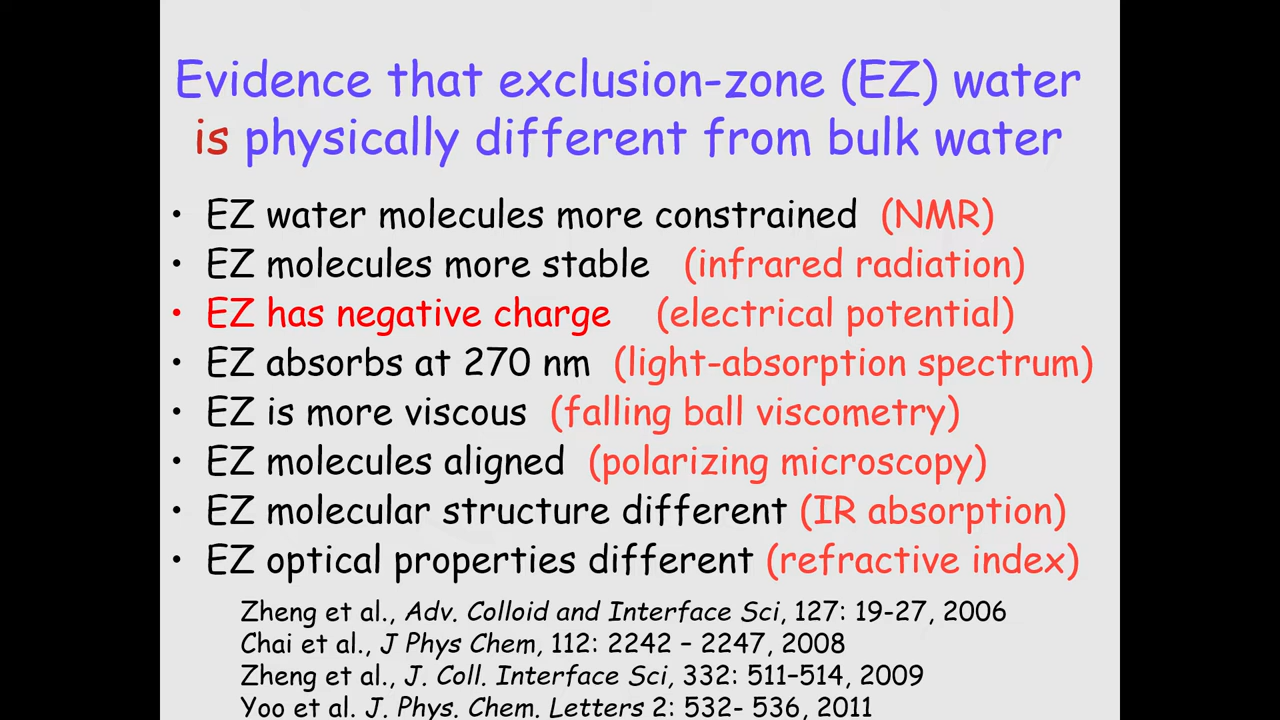 Evidence that exclusion-zone (EZ) water
is physically different from bulk water
• EZ water molecules more constrained (NMR)
• EZ molecules more stable (infrared radiation)
• EZ has negative charge (electrical potential)
• EZ absorbs at 270 nm (light-absorption spectrum)
• EZ is more viscous (falling ball viscometry)
• EZ molecules aligned (polarizing microscopy)
• EZ molecular structure different (IR absorption)
• EZ optical properties different (refractive index)
Zheng et al., Adv. Colloid and Interface Sci, 127: 19-27, 2006
Chai et al., J Phys Chem, 112: 2242 – 2247, 2008
Zheng et al., J. Coll. Interface Sci, 332: 511–514, 2009
Yoo et al. J. Phys. Chem. Letters 2: 532- 536, 2011